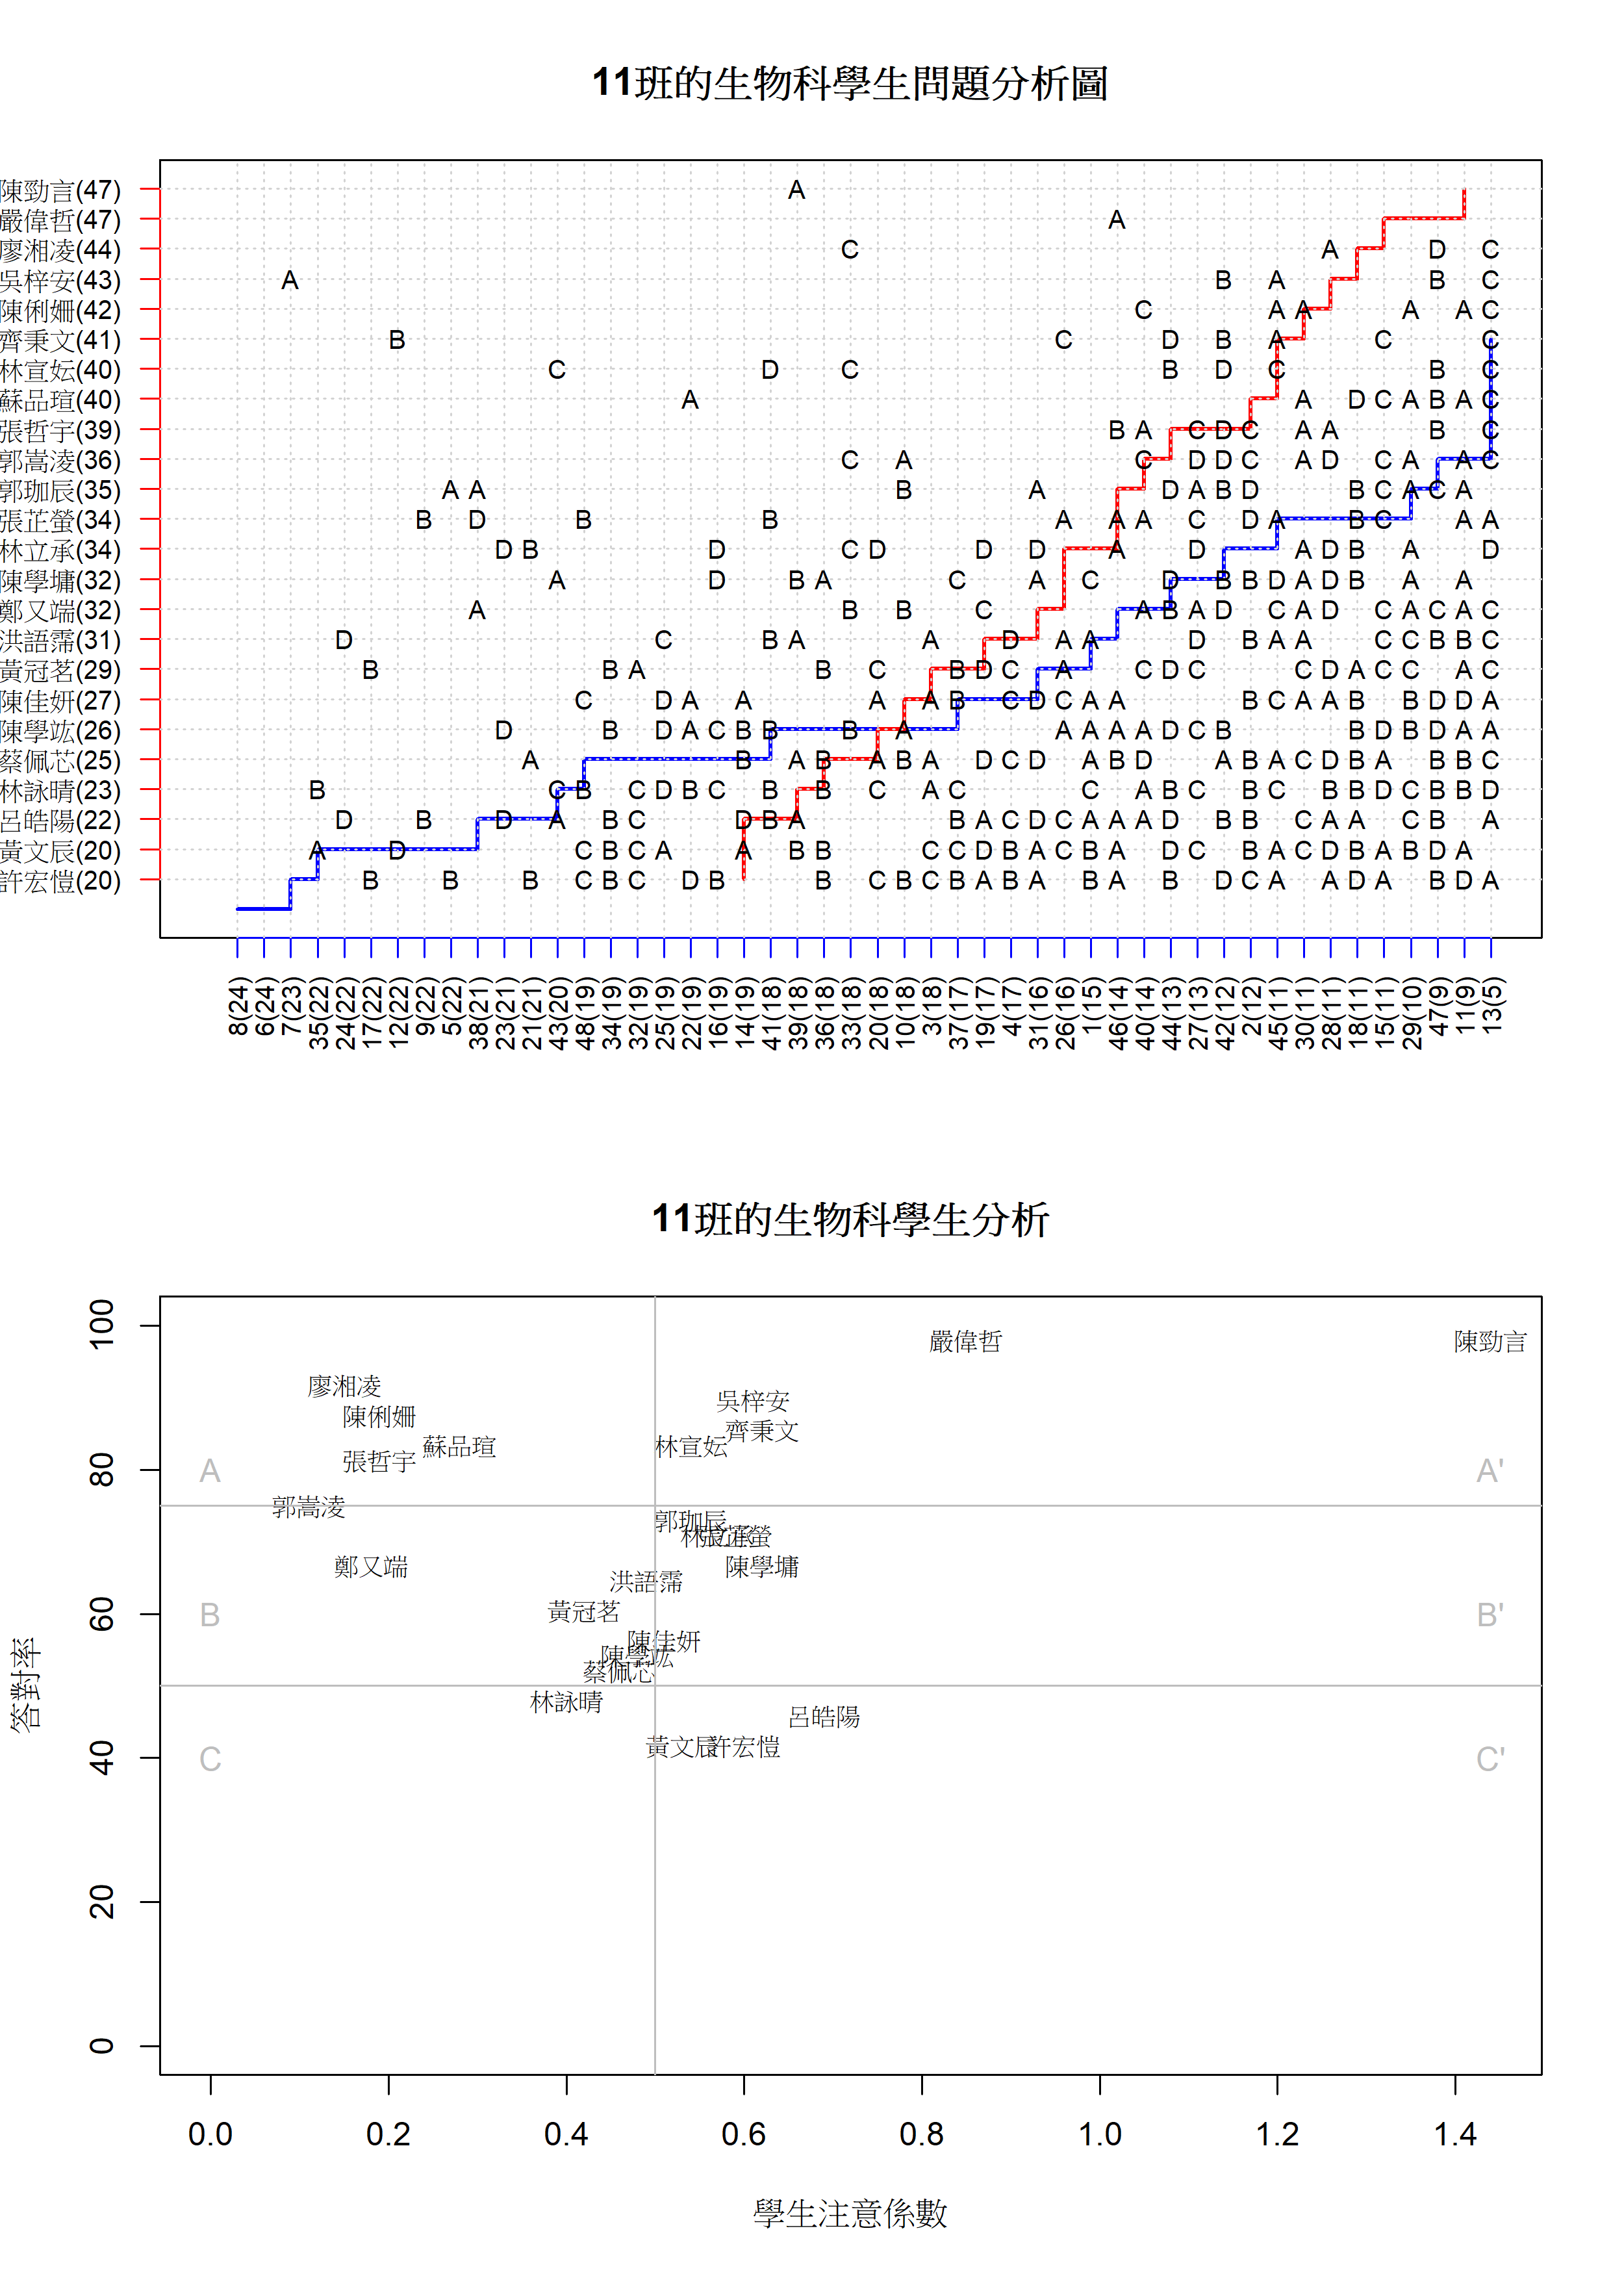 11班的生物科學生問題分析圖
陳勁言(47) A
嚴偉哲(47) A
廖湘凌(44) C A D C
吳梓安(43) A B A B C
陳俐姍(42) C A A A A C
齊秉文(41) B C D B A C C
林宣妘(40) C D C B D C B C
蘇品瑄(40) A A D C A B A C
張哲宇(39) B A C D C A A B C
郭嵩淩(36) C A C D D C A D C A A C
郭珈辰(35) A A B A D A B D B C A C A
張芷螢(34) B D B B A A A C D A B C A A
林立承(34) D B D C D D D A D A D B A D
陳學墉(32) A D B A C A C D B B D A D B A A
鄭又端(32) A B B C A B A D C A D C A C A C
洪語霈(31) D C B A A D A A D B A A C C B B C
黃冠茗(29) B B A B C B D C A C D C C D A C C A C
陳佳妍(27) C D A A A A B C D C A A B C A A B B D D A
陳學竑(26) D B D A C B B B A A A A A D C B B D B D A A
蔡佩芯(25) A B A B A B A D C D A B D A B A C D B A B B C
林詠晴(23) B C B C D B C B B C A C C A B C B C B B D C B B D
呂皓陽(22) D B D A B C D B A B A C D C A A A D B B C A A C B A
黃文辰(20) A D C B C A A B B C C D B A C B A D C B A C D B A B D A
許宏愷(20) B B B C B C D B B C B C B A B A B A B D C A A D A B D A
8(24) 6(24) 7(23) 35(22) 24(22) 17(22) 12(22) 9(22) 5(22) 38(21) 23(21) 21(21) 43(20) 48(19) 34(19) 32(19) 25(19) 22(19) 16(19) 14(19) 41(18) 39(18) 36(18) 33(18) 20(18) 10(18) 3(18) 37(17) 19(17) 4(17) 31(16) 26(16) 1(15) 46(14) 40(14) 44(13) 27(13) 42(12) 2(12) 45(11) 30(11) 28(11) 18(11) 15(11) 29(10) 47(9) 11(9) 13(5)
11班的生物科學生分析
100
嚴偉哲 陳勁言
廖湘凌
吳梓安
陳俐姍
齊秉文
蘇品瑄 林宣妘
張哲宇
80 A A'
郭嵩淩
郭珈辰
林立承 張芷螢
鄭又端 陳學墉
洪語霈
黃冠茗
60 B B'
陳佳妍
陳學竑
蔡佩芯
林詠晴
呂皓陽
黃文辰 許宏愷
40 C C'
20
0
答對率
0.0 0.2 0.4 0.6 0.8 1.0 1.2 1.4
學生注意係數